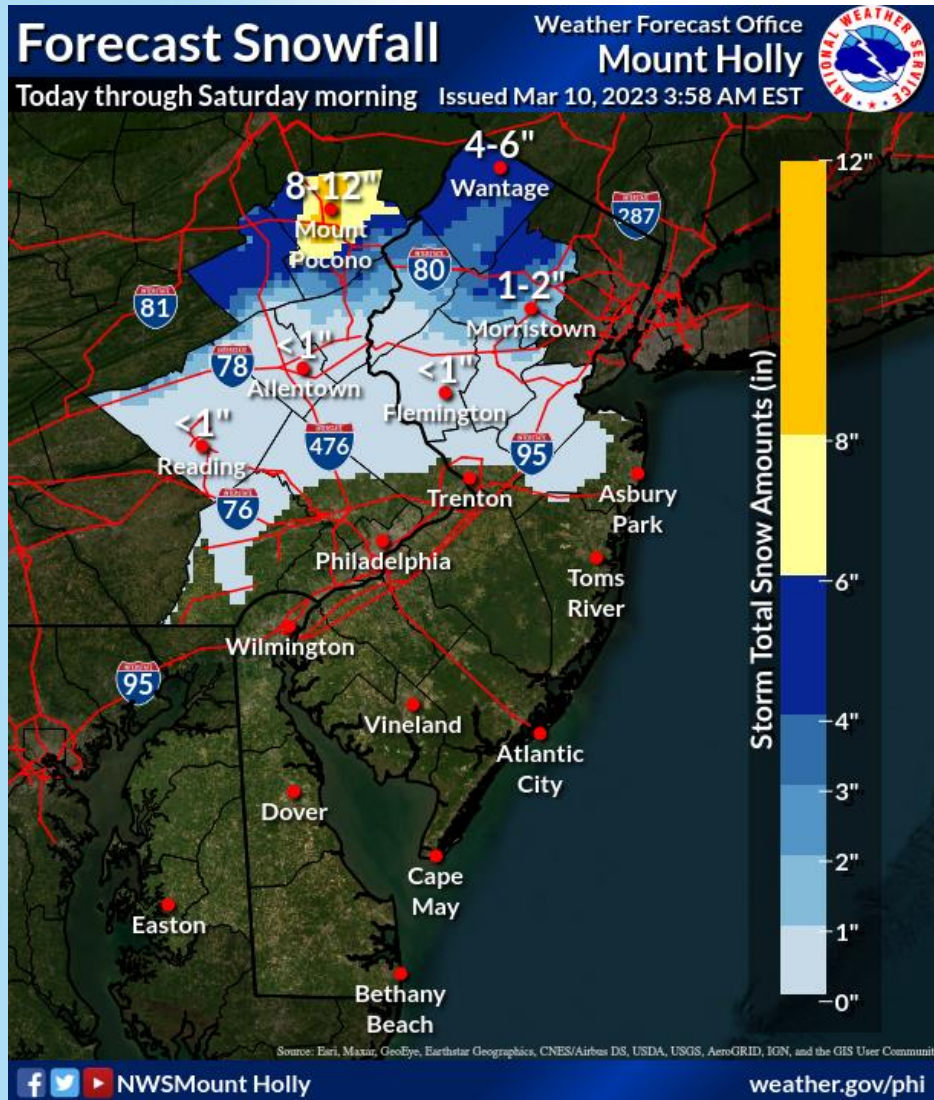 Forecast Snowfall
Weather Forecast Office
Mount Holly
Today through Saturday morning
Issued Mar 10, 2023 3:58 AM EST
NATIONAL WEATHER SERVICE
4-6"
Wantage
8-12"
Mount
Pocono
287
80
81
1-2"
Morristown
<1"
Allentown
78
<1"
Flemington
<1"
Reading
476
95
76
Trenton
Asbury
Park
Philadelphia
Toms
River
Wilmington
95
Vineland
Atlantic
City
Dover
Cape
May
Easton
Bethany
Beach
Storm Total Snow Amounts (in)
12"
8"
6"
4"
3"
2"
1"
0"
Source: Esri, Maxar, GeoEye, Earthstar Geographics, CNES/Airbus DS, USDA, USGS, AeroGRID, IGN, and the GIS User Communit
NWSMount Holly
weather.gov/phi